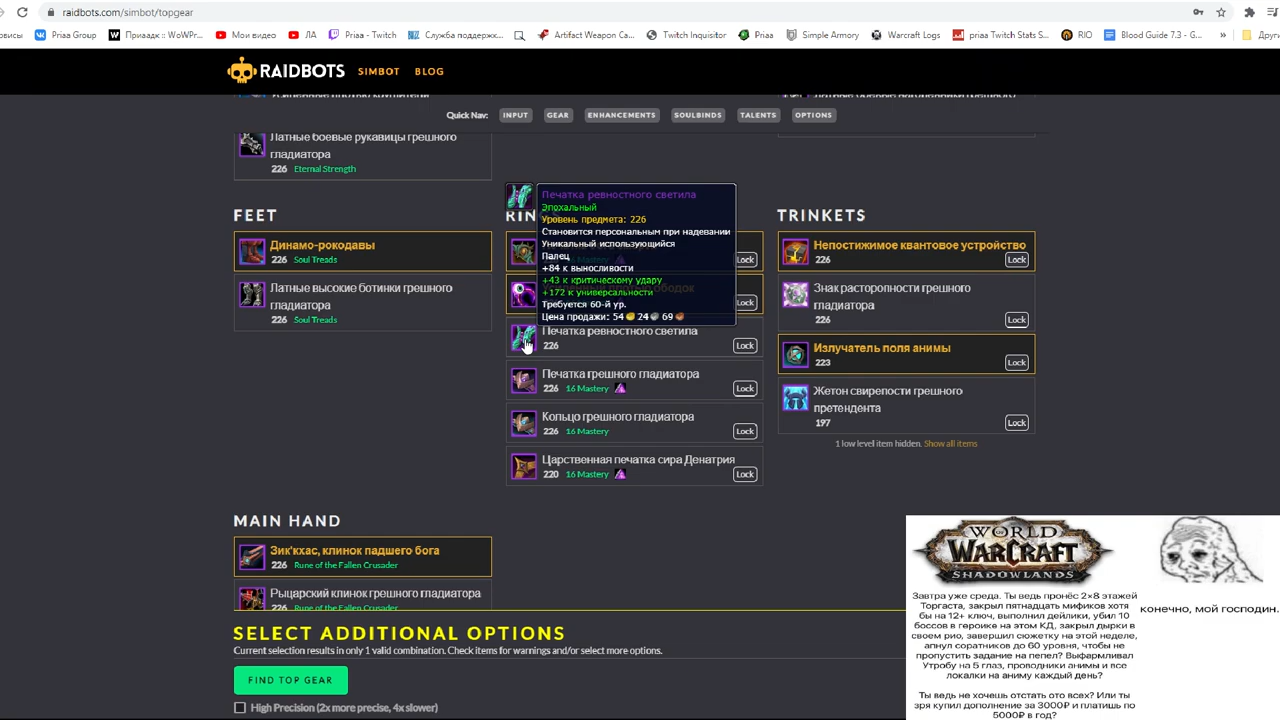 raidbots.com/simbot/topgear
Priaa Group
Приаадк :: WoWPr...
Мои видео
ЛА
Priaa - Twitch
Служба поддержк...
Artifact Weapon Ca...
Twitch Inquisitor
Priaa
Simple Armory
Warcraft Logs
priaa Twitch Stats S...
RIO
Blood Guide 7.3 - G...
»
RAIDBOTS
SIMBOT
BLOG
Quick Nav:
INPUT
GEAR
ENHANCEMENTS
SOULBINDS
TALENTS
OPTIONS
Латные боевые рукавицы грешного
гладиатора
226 Eternal Strength
FEET
Динамо-рокодавы
226 Soul Treads
Латные высокие ботинки грешного
гладиатора
226 Soul Treads
Печатка ревностного светила
Эпохальный
Уровень предмета: 226
Становится персональным при надевании
Уникальный использующийся
Палец
+84 к выносливости
+43 к критическому удару
+172 к универсальности
Требуется 60-й ур.
Цена продажи: 54 24 69
Lock
ободок
Lock
Печатка ревностного светила
226
Lock
Печатка грешного гладиатора
226 16 Mastery
Lock
Кольцо грешного гладиатора
226 16 Mastery
Lock
Царственная печатка сира Денатрия
220 16 Mastery
Lock
TRINKETS
Непостижимое квантовое устройство
226
Lock
Знак расторопности грешного
гладиатора
226
Lock
Излучатель поля анимы
223
Lock
Жетон свирепости грешного
претендента
197
Lock
1 low level item hidden. Show all items
MAIN HAND
Зик'кхас, клинок падшего бога
226 Rune of the Fallen Crusader
Рыцарский клинок грешного гладиатора
226 Rune of the Fallen Crusader
SELECT ADDITIONAL OPTIONS
Current selection results in only 1 valid combination. Check items for warnings and/or select more options.
FIND TOP GEAR
High Precision (2x more precise, 4x slower)
WORLD
WARCRAFT
SHADOWLANDS
Завтра уже среда. Ты ведь пронёс 2×8 этажей
Торгаста, закрыл пятнадцать мификов хотя
бы на 12+ ключ, выполнил дейлики, убил 10
боссов в героике на этом КД, закрыл дырки в
своем рио, завершил сюжетку на этой неделе,
апнул соратников до 60 уровня, чтобы не
пропустить задание на пепел? Выфармливал
Утробу на 5 глаз, проводники анимы и все
локалки на аниму каждый день?
Ты ведь не хочешь отстать ото всех? Или ты
зря купил дополнение за 3000₽ и платишь по
5000₽ в год?
конечно, мой господин.